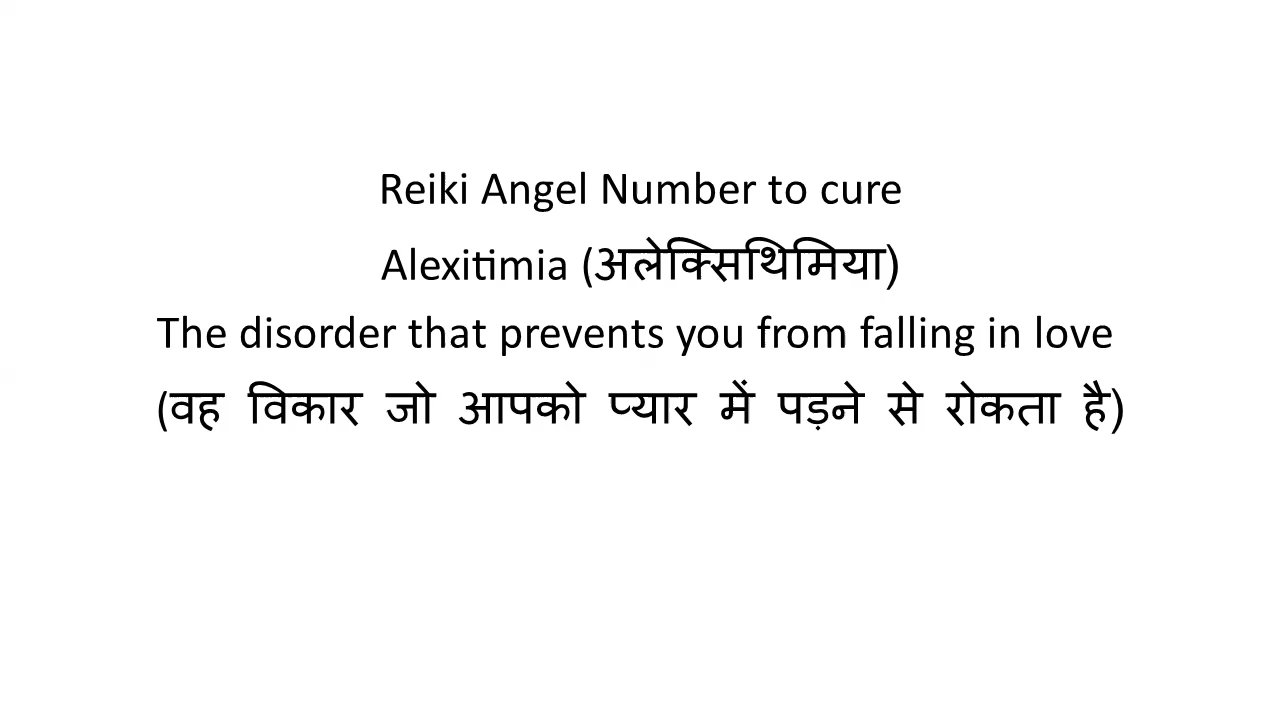 Reiki Angel Number to cure
Alexitimia (अलेक्सिथिमिया)
The disorder that prevents you from falling in love
(वह विकार जो आपको प्यार में पड़ने से रोकता है)